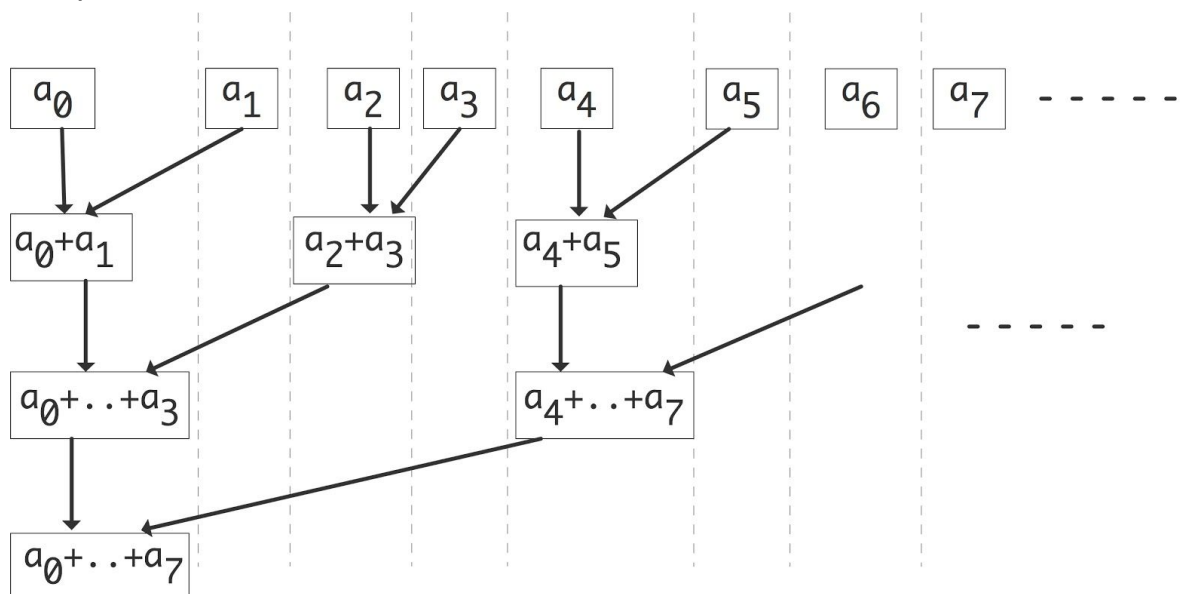 a₀ a₁ a₂ a₃ a₄ a₅ a₆ a₇ - - - - -
a₀+a₁ a₂+a₃ a₄+a₅
- - - - -
a₀+..+a₃ a₄+..+a₇
a₀+..+a₇